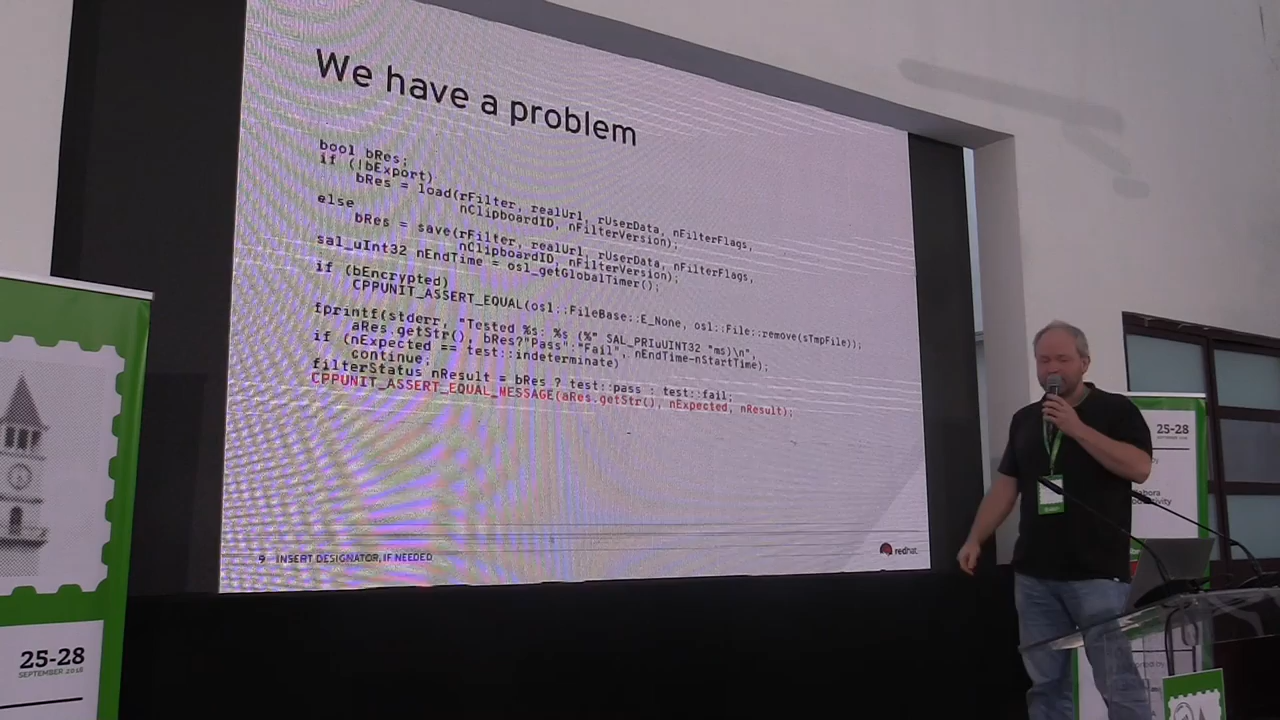 We have a problem
bool bRes;
if (!bExport)
bRes = load(rFilter, realUrl, rUserData, nFilterFlags,
nClipboardID, nFilterVersion);
else
bRes = save(rFilter, realUrl, rUserData, nFilterFlags,
nClipboardID, nFilterVersion);
sal_uInt32 nEndTime = osl_getGlobalTimer();
if (bEncrypted)
CPPUNIT_ASSERT_EQUAL(osl::FileBase::E_None, osl::File::remove(sTmpFile));
fprintf(stderr, "Tested %s: %s (%" SAL_PRIuUINT32 "ms)\n",
aRes.getStr(), bRes?"Pass":"Fail", nEndTime-nStartTime);
if (nExpected == test::indeterminate)
continue;
filterStatus nResult = bRes ? test::pass : test::fail;
CPPUNIT_ASSERT_EQUAL_MESSAGE(aRes.getStr(), nExpected, nResult);
9 INSERT DESIGNATOR, IF NEEDED
redhat
25-28
SEPTEMBER 2018
25-28